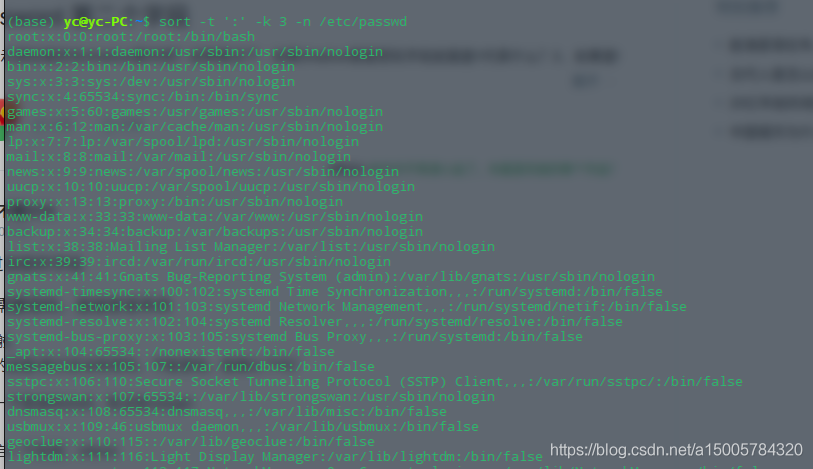 (base) yc@yc-PC:~$ sort -t ':' -k 3 -n /etc/passwd
root:x:0:0:root:/root:/bin/bash
daemon:x:1:1:daemon:/usr/sbin:/usr/sbin/nologin
bin:x:2:2:bin:/bin:/usr/sbin/nologin
sys:x:3:3:sys:/dev:/usr/sbin/nologin
sync:x:4:65534:sync:/bin:/bin/sync
games:x:5:60:games:/usr/games:/usr/sbin/nologin
man:x:6:12:man:/var/cache/man:/usr/sbin/nologin
lp:x:7:7:lp:/var/spool/lpd:/usr/sbin/nologin
mail:x:8:8:mail:/var/mail:/usr/sbin/nologin
news:x:9:9:news:/var/spool/news:/usr/sbin/nologin
uucp:x:10:10:uucp:/var/spool/uucp:/usr/sbin/nologin
proxy:x:13:13:proxy:/bin:/usr/sbin/nologin
www-data:x:33:33:www-data:/var/www:/usr/sbin/nologin
backup:x:34:34:backup:/var/backups:/usr/sbin/nologin
list:x:38:38:Mailing List Manager:/var/list:/usr/sbin/nologin
irc:x:39:39:ircd:/var/run/ircd:/usr/sbin/nologin
gnats:x:41:41:Gnats Bug-Reporting System (admin):/var/lib/gnats:/usr/sbin/nologin
systemd-timesync:x:100:102:systemd Time Synchronization,,,:/run/systemd:/bin/false
systemd-network:x:101:103:systemd Network Management,,,:/run/systemd/netif:/bin/false
systemd-resolve:x:102:104:systemd Resolver,,,:/run/systemd/resolve:/bin/false
systemd-bus-proxy:x:103:105:systemd Bus Proxy,,,:/run/systemd:/bin/false
_apt:x:104:65534::/nonexistent:/bin/false
messagebus:x:105:107::/var/run/dbus:/bin/false
sstpc:x:106:110:Secure Socket Tunneling Protocol (SSTP) Client,,,:/var/run/sstpc/:/bin/false
strongswan:x:107:65534::/var/lib/strongswan:/usr/sbin/nologin
dnsmasq:x:108:65534:dnsmasq,,,:/var/lib/misc:/bin/false
usbmux:x:109:46:usbmux daemon,,,:/var/lib/usbmux:/bin/false
geoclue:x:110:115::/var/lib/geoclue:/bin/false
lightdm:x:111:116:Light Display Manager:/var/lib/lightdm:/bin/false
https://blog.csdn.net/a15005784320